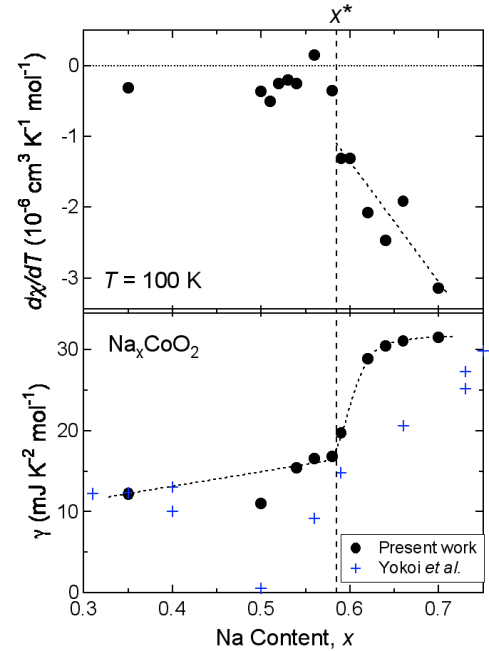 x*
0
-1
-2
-3
dχ/dT (10⁻⁶ cm³ K⁻¹ mol⁻¹)
T = 100 K
NaₓCoO₂
30
20
10
0
γ (mJ K⁻² mol⁻¹)
Present work
Yokoi et al.
0.3 0.4 0.5 0.6 0.7
Na Content, x